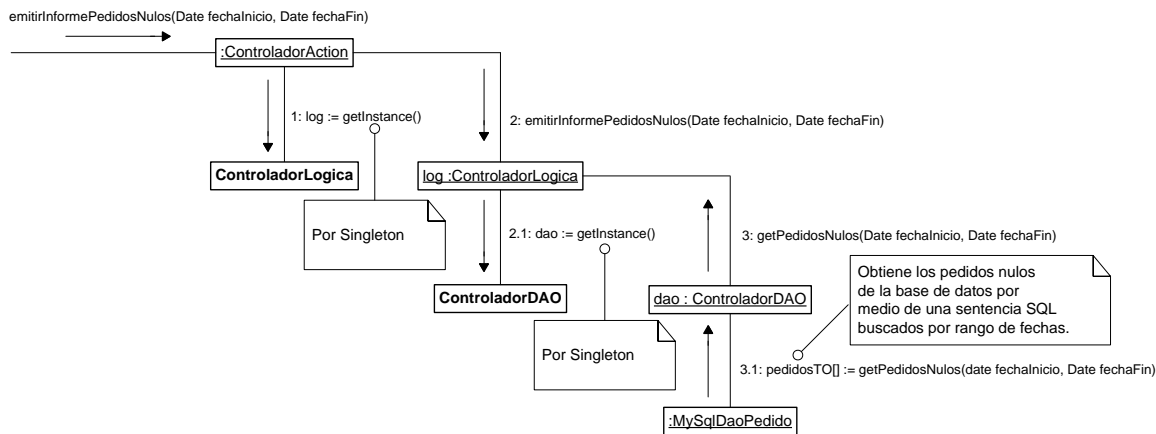 emitirInformePedidosNulos(Date fechaInicio, Date fechaFin)
:ControladorAction
1: log := getInstance()
2: emitirInformePedidosNulos(Date fechaInicio, Date fechaFin)
ControladorLogica
log :ControladorLogica
Por Singleton
2.1: dao := getInstance()
3: getPedidosNulos(Date fechaInicio, Date fechaFin)
Obtiene los pedidos nulos
de la base de datos por
medio de una sentencia SQL
buscados por rango de fechas.
ControladorDAO
dao : ControladorDAO
Por Singleton
3.1: pedidosTO[] := getPedidosNulos(date fechaInicio, Date fechaFin)
:MySqlDaoPedido